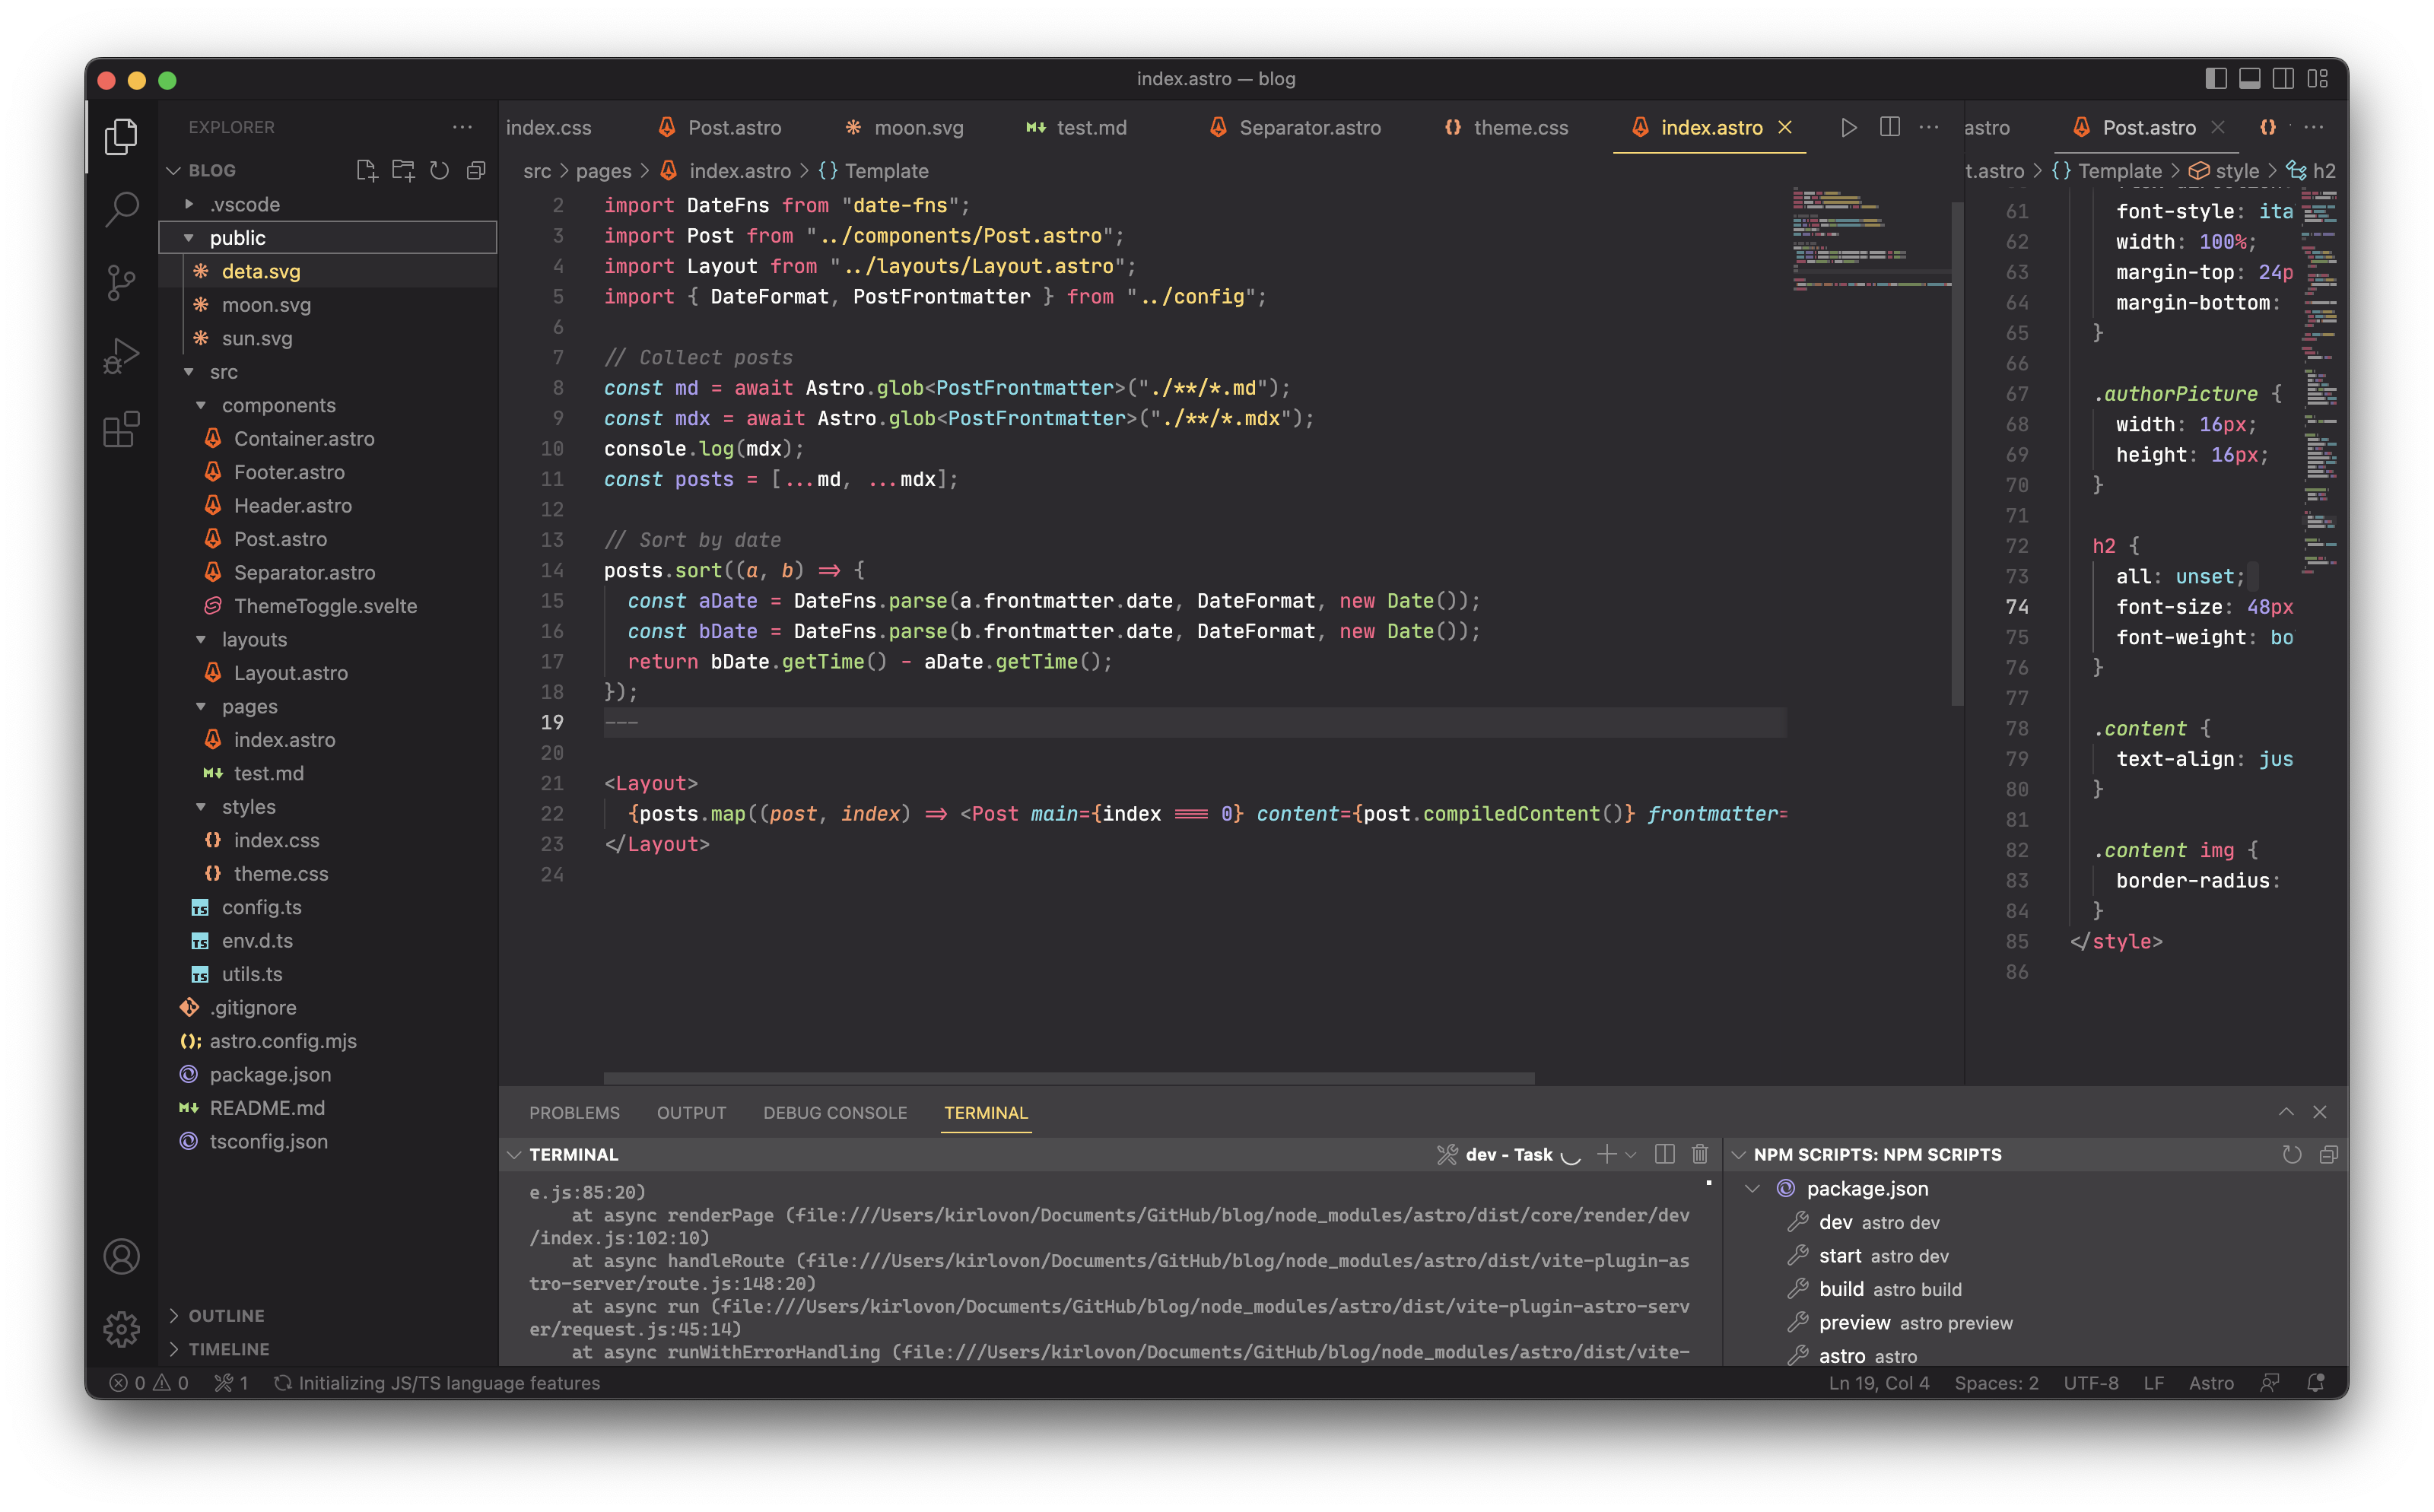 index.astro — blog
EXPLORER
BLOG
.vscode
public
deta.svg
moon.svg
sun.svg
src
components
Container.astro
Footer.astro
Header.astro
Post.astro
Separator.astro
ThemeToggle.svelte
layouts
Layout.astro
pages
index.astro
test.md
styles
index.css
theme.css
config.ts
env.d.ts
utils.ts
.gitignore
astro.config.mjs
package.json
README.md
tsconfig.json
OUTLINE
TIMELINE
index.css Post.astro moon.svg test.md Separator.astro theme.css index.astro
src > pages > index.astro > {} Template
2 import DateFns from "date-fns";
3 import Post from "../components/Post.astro";
4 import Layout from "../layouts/Layout.astro";
5 import { DateFormat, PostFrontmatter } from "../config";
6
7 // Collect posts
8 const md = await Astro.glob<PostFrontmatter>("./**/*.md");
9 const mdx = await Astro.glob<PostFrontmatter>("./**/*.mdx");
10 console.log(mdx);
11 const posts = [...md, ...mdx];
12
13 // Sort by date
14 posts.sort((a, b) => {
15 const aDate = DateFns.parse(a.frontmatter.date, DateFormat, new Date());
16 const bDate = DateFns.parse(b.frontmatter.date, DateFormat, new Date());
17 return bDate.getTime() - aDate.getTime();
18 });
19 ---
20
21 <Layout>
22 {posts.map((post, index) => <Post main={index === 0} content={post.compiledContent()} frontmatter=
23 </Layout>
24
astro Post.astro
t.astro > {} Template > style > h2
61 font-style: ita
62 width: 100%;
63 margin-top: 24p
64 margin-bottom:
65 }
66
67 .authorPicture {
68 width: 16px;
69 height: 16px;
70 }
71
72 h2 {
73 all: unset;
74 font-size: 48px
75 font-weight: bo
76 }
77
78 .content {
79 text-align: jus
80 }
81
82 .content img {
83 border-radius:
84 }
85 </style>
86
PROBLEMS OUTPUT DEBUG CONSOLE TERMINAL
TERMINAL dev - Task
e.js:85:20)
at async renderPage (file:///Users/kirlovon/Documents/GitHub/blog/node_modules/astro/dist/core/render/dev
/index.js:102:10)
at async handleRoute (file:///Users/kirlovon/Documents/GitHub/blog/node_modules/astro/dist/vite-plugin-as
tro-server/route.js:148:20)
at async run (file:///Users/kirlovon/Documents/GitHub/blog/node_modules/astro/dist/vite-plugin-astro-serv
er/request.js:45:14)
at async runWithErrorHandling (file:///Users/kirlovon/Documents/GitHub/blog/node_modules/astro/dist/vite-
NPM SCRIPTS: NPM SCRIPTS
package.json
dev astro dev
start astro dev
build astro build
preview astro preview
astro astro
0 0 1 Initializing JS/TS language features Ln 19, Col 4 Spaces: 2 UTF-8 LF Astro